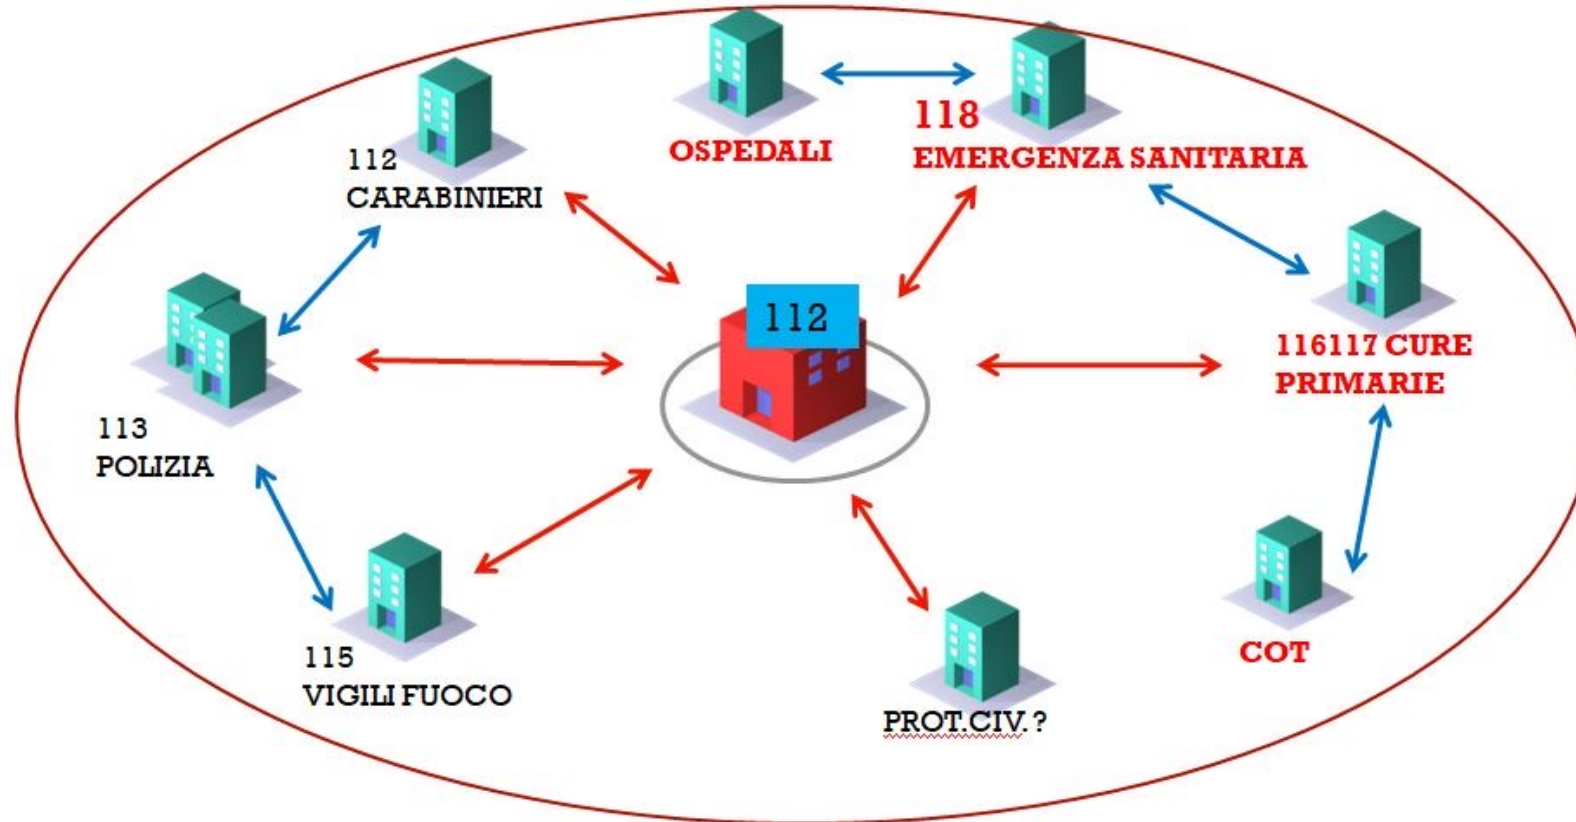 OSPEDALI
118
EMERGENZA SANITARIA
112
CARABINIERI
112
116117 CURE
PRIMARIE
113
POLIZIA
115
VIGILI FUOCO
COT
PROT.CIV.?